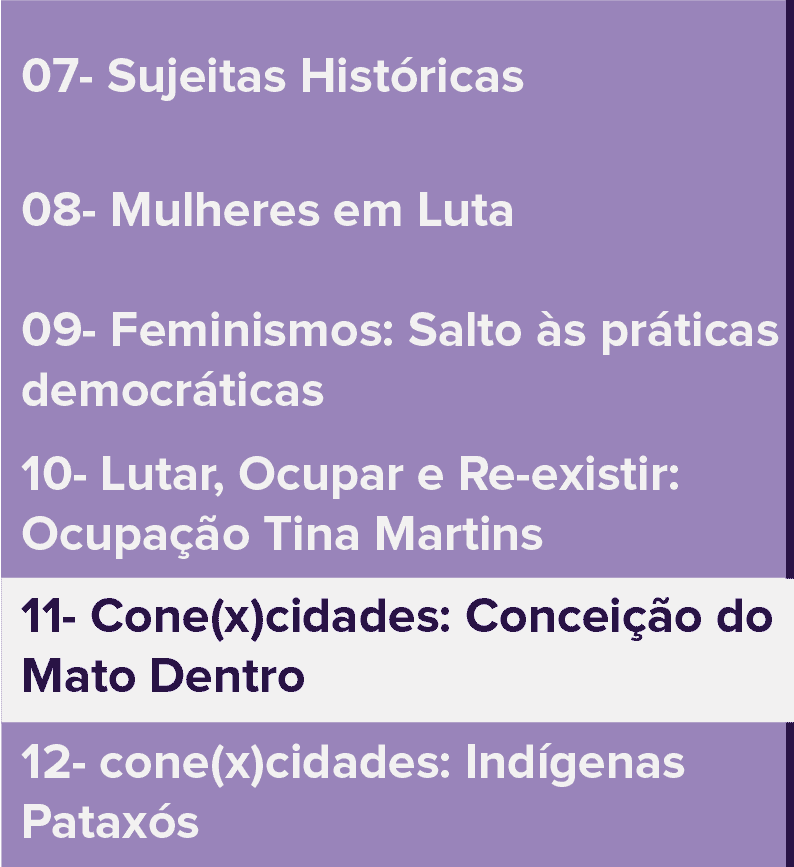 07- Sujeitas Históricas
08- Mulheres em Luta
09- Feminismos: Salto às práticas
democráticas
10- Lutar, Ocupar e Re-existir:
Ocupação Tina Martins
11- Cone(x)cidades: Conceição do
Mato Dentro
12- cone(x)cidades: Indígenas
Pataxós